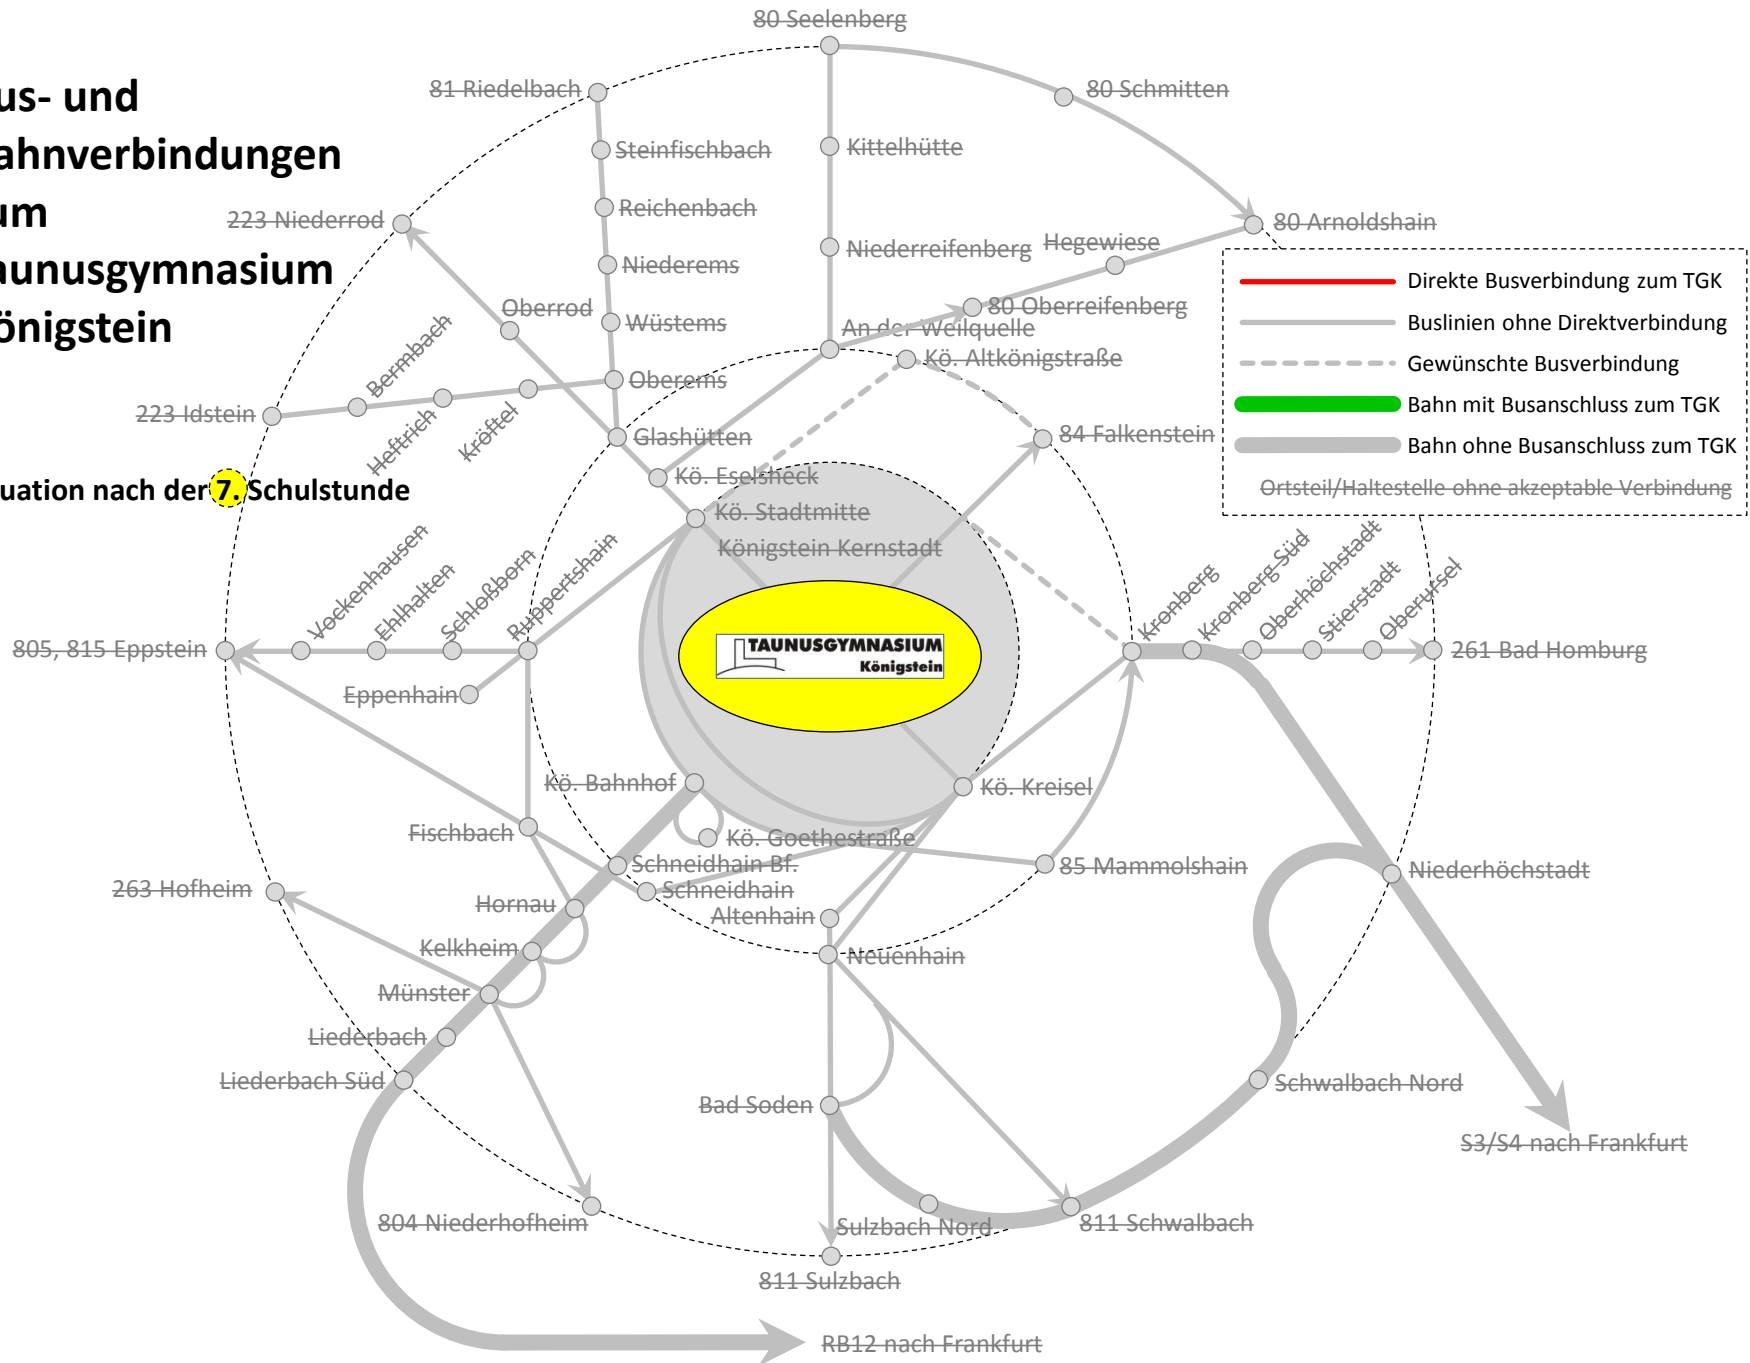 80 Seelenberg
us- und
ahnverbindungen
um
aunusgymnasium
önigstein
81 Riedelbach
80 Schmitten
Steinfischbach
Kittelhütte
Reichenbach
223 Niederrod
80 Arnoldshain
Niederreifenberg
Hegewiese
Niederems
Oberrod
80 Oberreifenberg
Wüstems
An der Weilquelle
Kö. Altkönigstraße
Bermbach
Oberems
223 Idstein
Heftrich
Kröftel
Glashütten
84 Falkenstein
Direkte Busverbindung zum TGK
Buslinien ohne Direktverbindung
Gewünschte Busverbindung
Bahn mit Busanschluss zum TGK
Bahn ohne Busanschluss zum TGK
Ortsteil/Haltestelle ohne akzeptable Verbindung
Kö. Eselsheck
uation nach der 7. Schulstunde
Kö. Stadtmitte
Königstein Kernstadt
Vockenhausen
Ehlhalten
Schloßborn
Ruppertshain
Kronberg
Kronberg Süd
Oberhöchstadt
Stierstadt
Oberursel
805, 815 Eppstein
TAUNUSGYMNASIUM
Königstein
261 Bad Homburg
Eppenhain
Kö. Bahnhof
Kö. Kreisel
Fischbach
Kö. Goethestraße
Schneidhain Bf.
85 Mammolshain
Niederhöchstadt
263 Hofheim
Schneidhain
Hornau
Altenhain
Kelkheim
Neuenhain
Münster
Liederbach
Liederbach Süd
Schwalbach Nord
Bad Soden
S3/S4 nach Frankfurt
804 Niederhofheim
Sulzbach Nord
811 Schwalbach
811 Sulzbach
RB12 nach Frankfurt